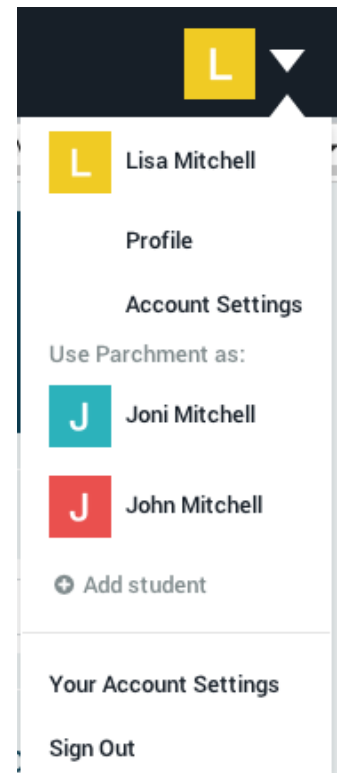 L
L Lisa Mitchell
Profile
Account Settings
Use Parchment as:
J Joni Mitchell
J John Mitchell
Add student
Your Account Settings
Sign Out